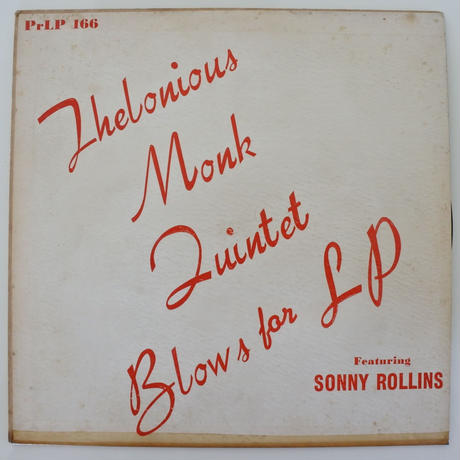 PrLP 166
Thelonious
Monk
Quintet
Blows for LP
Featuring
SONNY ROLLINS